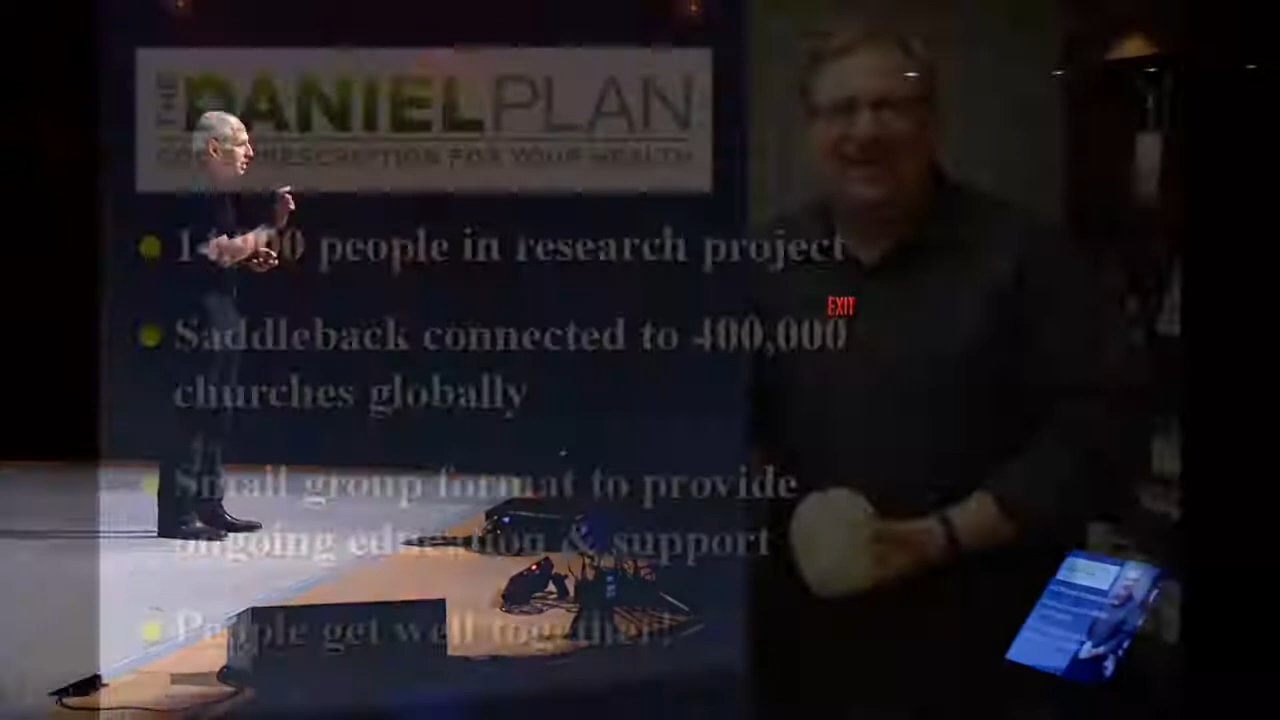 THE DANIEL PLAN
PRESCRIPTION FOR YOUR HEALTH
people in research project
EXIT
Saddleback connected to 400,000
churches globally
Small group format to provide
ongoing education & support
People get well together!